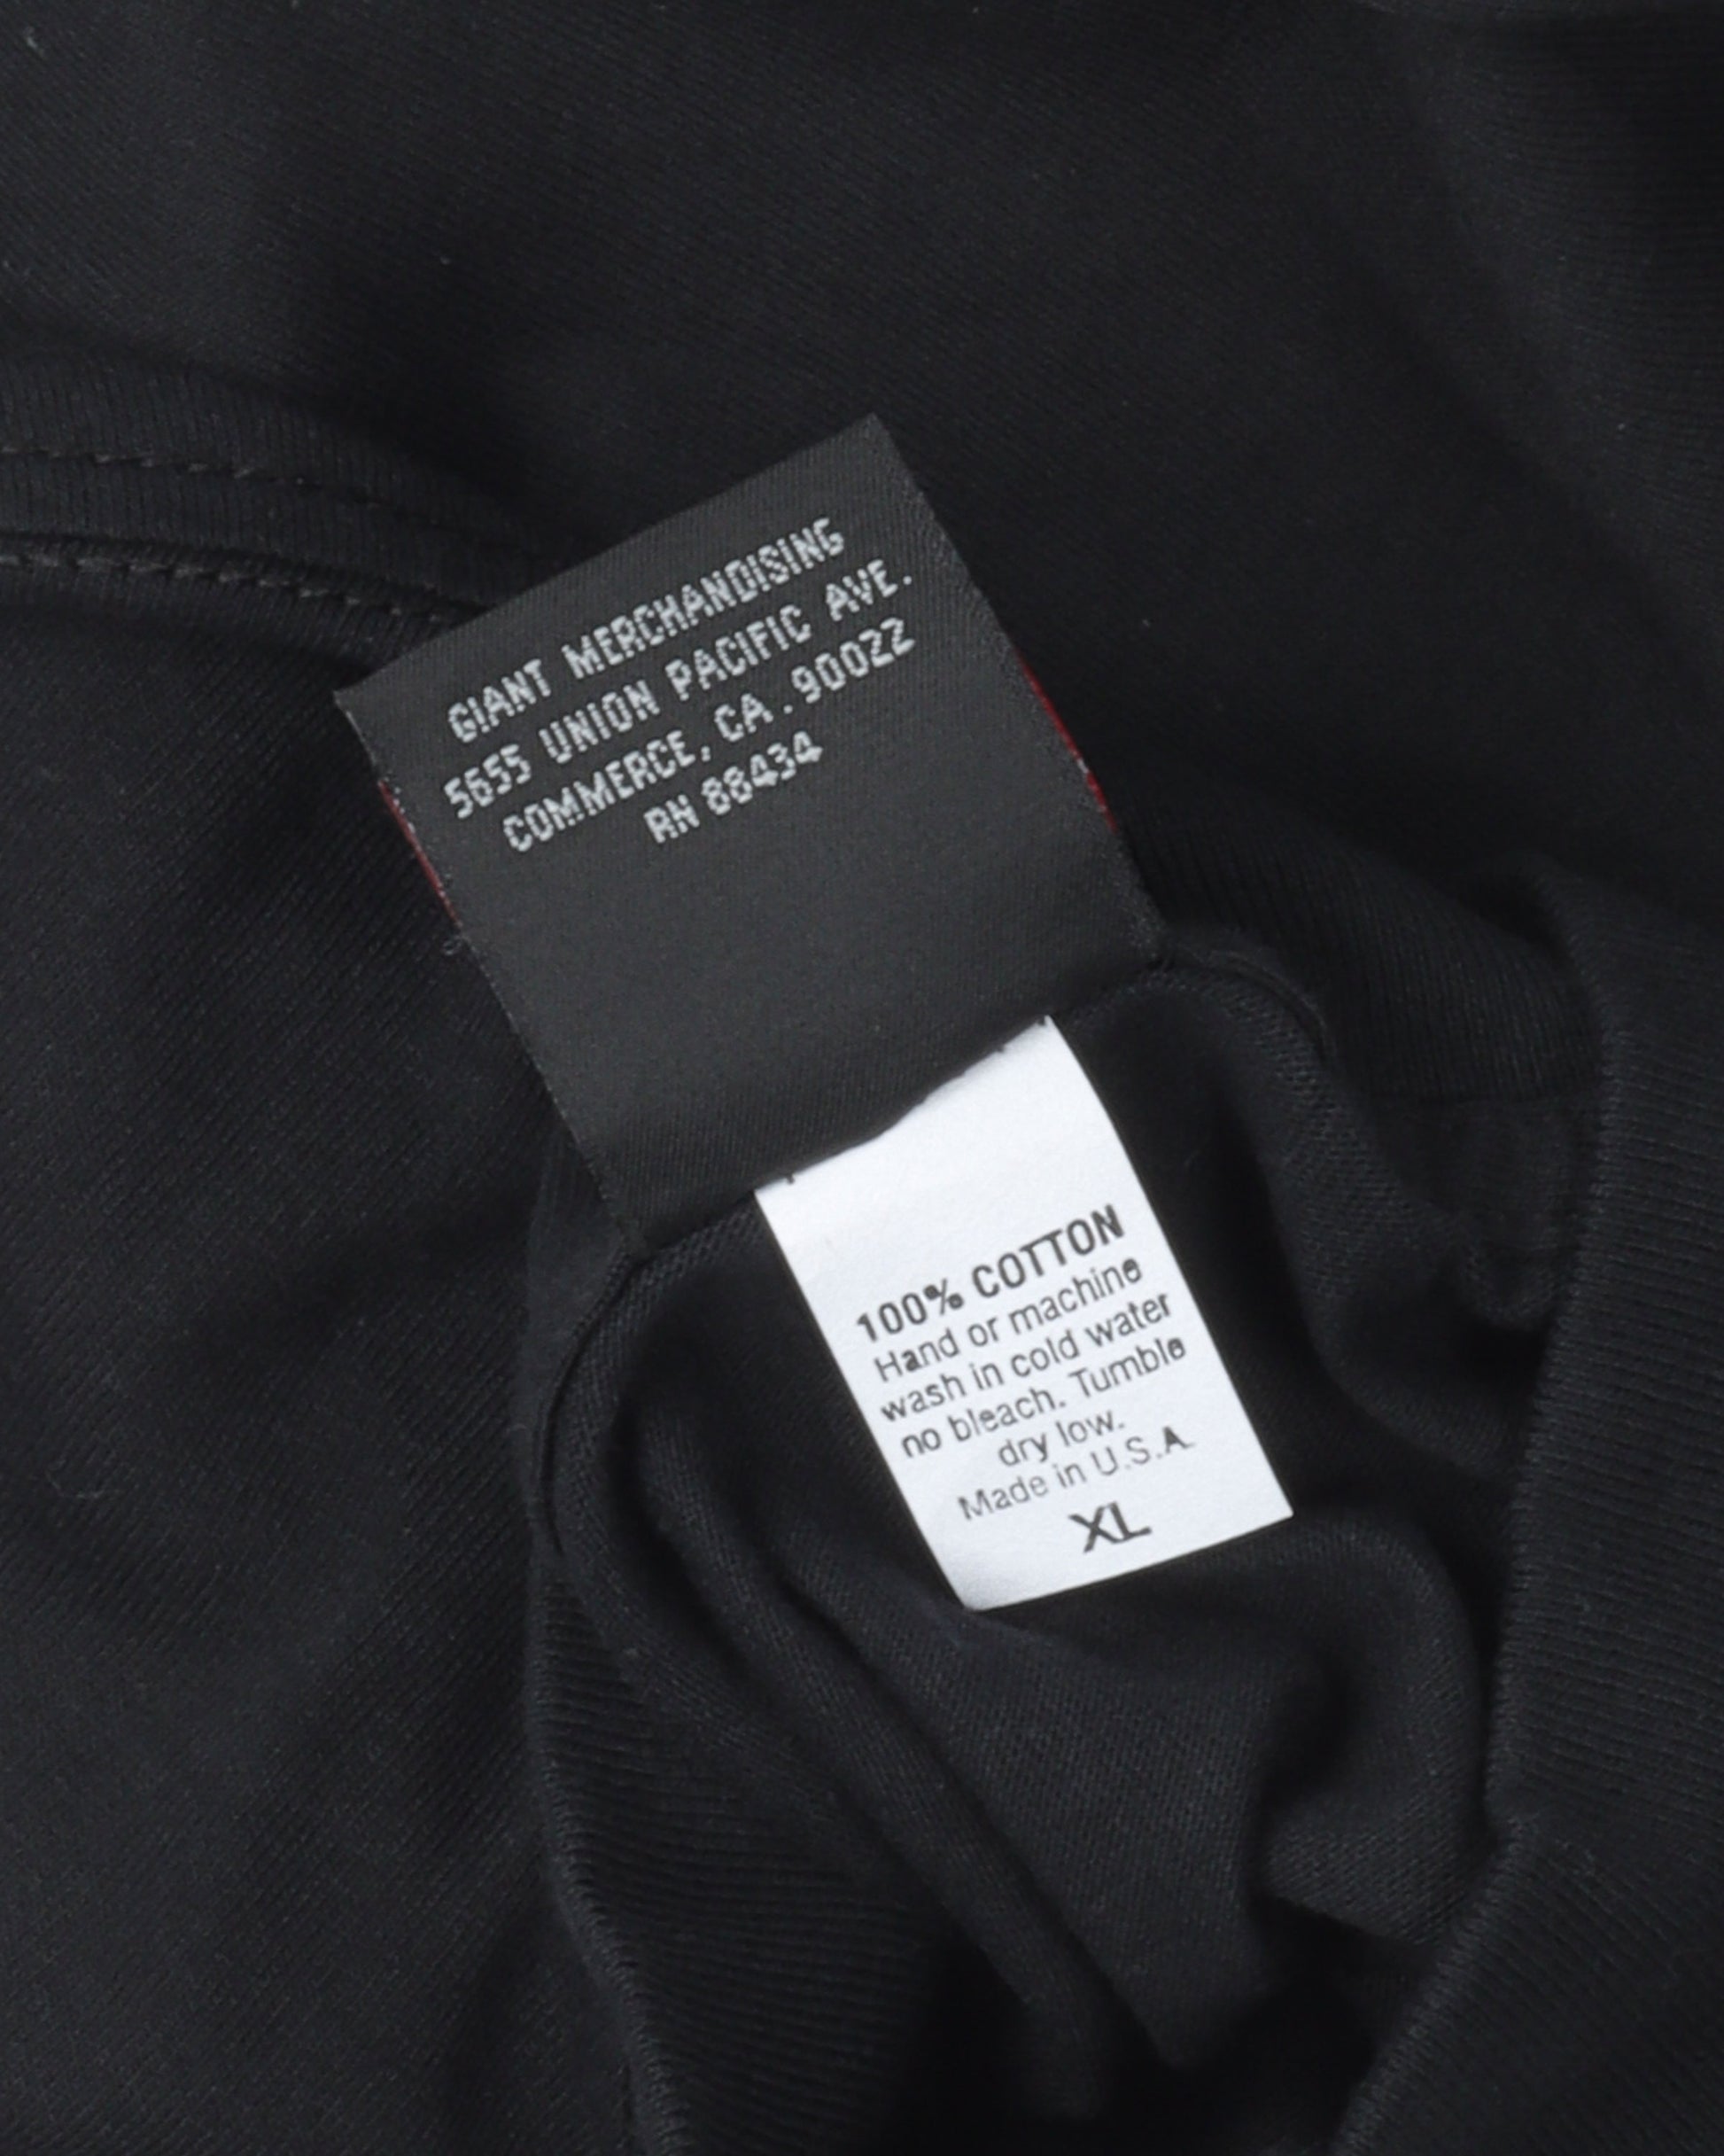 GIANT MERCHANDISING
5655 UNION PACIFIC AVE.
COMMERCE, CA. 90022
RN 88434
100% COTTON
Hand or machine
wash in cold water
no bleach. Tumble
dry low.
Made in U.S.A.
XL